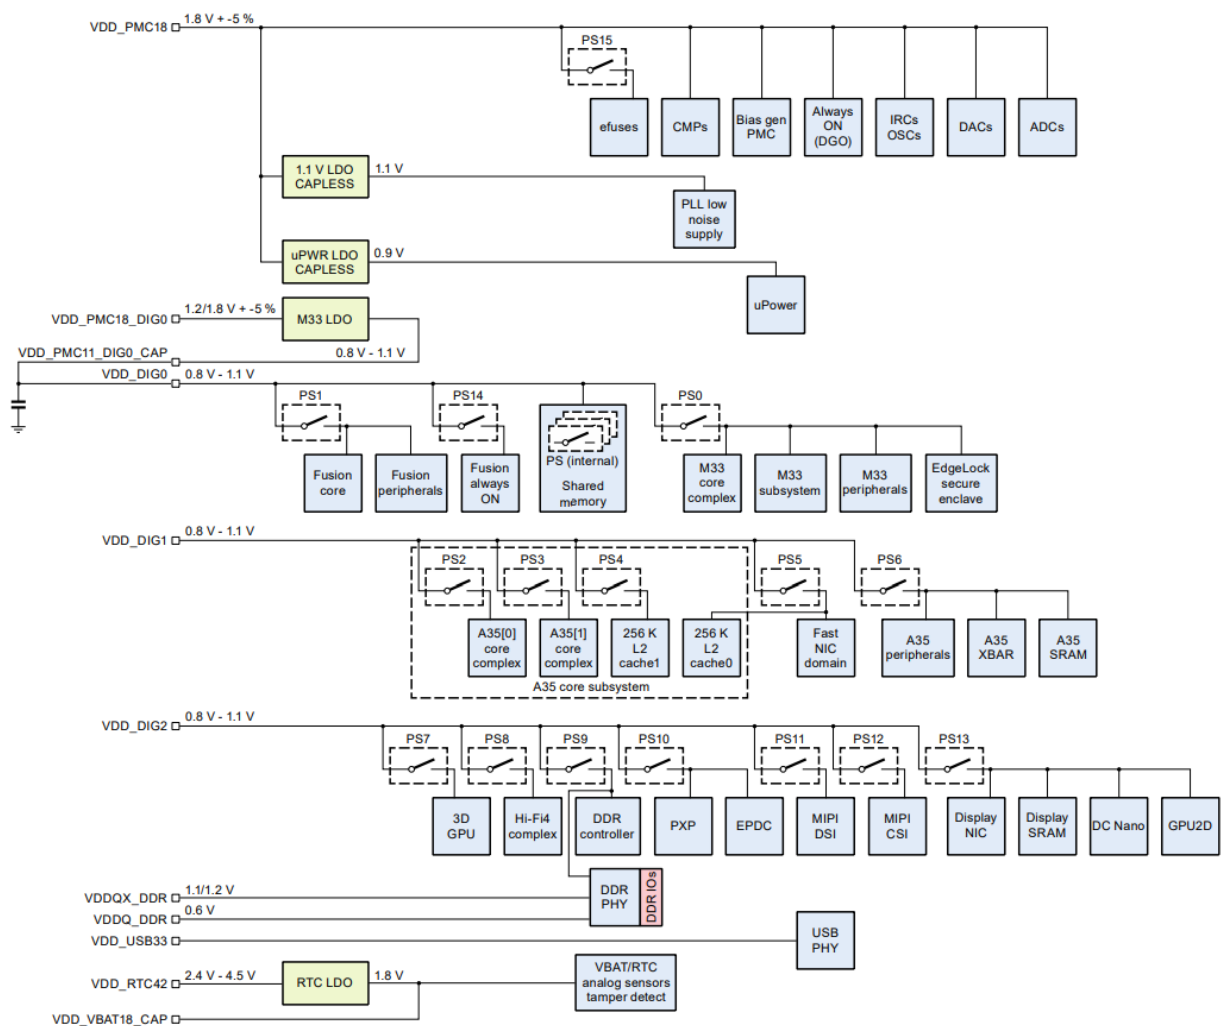 VDD_PMC18
1.8 V + -5 %
PS15
efuses
CMPs
Bias gen
PMC
Always
ON
(DGO)
IRCs
OSCs
DACs
ADCs
1.1 V LDO
CAPLESS
1.1 V
PLL low
noise
supply
uPWR LDO
CAPLESS
0.9 V
uPower
VDD_PMC18_DIG0
1.2/1.8 V + -5 %
M33 LDO
VDD_PMC11_DIG0_CAP
0.8 V - 1.1 V
VDD_DIG0
0.8 V - 1.1 V
PS1
PS14
PS0
Fusion
core
Fusion
peripherals
Fusion
always
ON
PS (internal)
Shared
memory
M33
core
complex
M33
subsystem
M33
peripherals
EdgeLock
secure
enclave
VDD_DIG1
0.8 V - 1.1 V
PS2
PS3
PS4
PS5
PS6
A35[0]
core
complex
A35[1]
core
complex
256 K
L2
cache1
256 K
L2
cache0
Fast
NIC
domain
A35
peripherals
A35
XBAR
A35
SRAM
A35 core subsystem
VDD_DIG2
0.8 V - 1.1 V
PS7
PS8
PS9
PS10
PS11
PS12
PS13
3D
GPU
Hi-Fi4
complex
DDR
controller
PXP
EPDC
MIPI
DSI
MIPI
CSI
Display
NIC
Display
SRAM
DC Nano
GPU2D
VDDQX_DDR
1.1/1.2 V
DDR
PHY
DDR IOs
VDDQ_DDR
0.6 V
VDD_USB33
USB
PHY
VDD_RTC42
2.4 V - 4.5 V
RTC LDO
1.8 V
VBAT/RTC
analog sensors
tamper detect
VDD_VBAT18_CAP